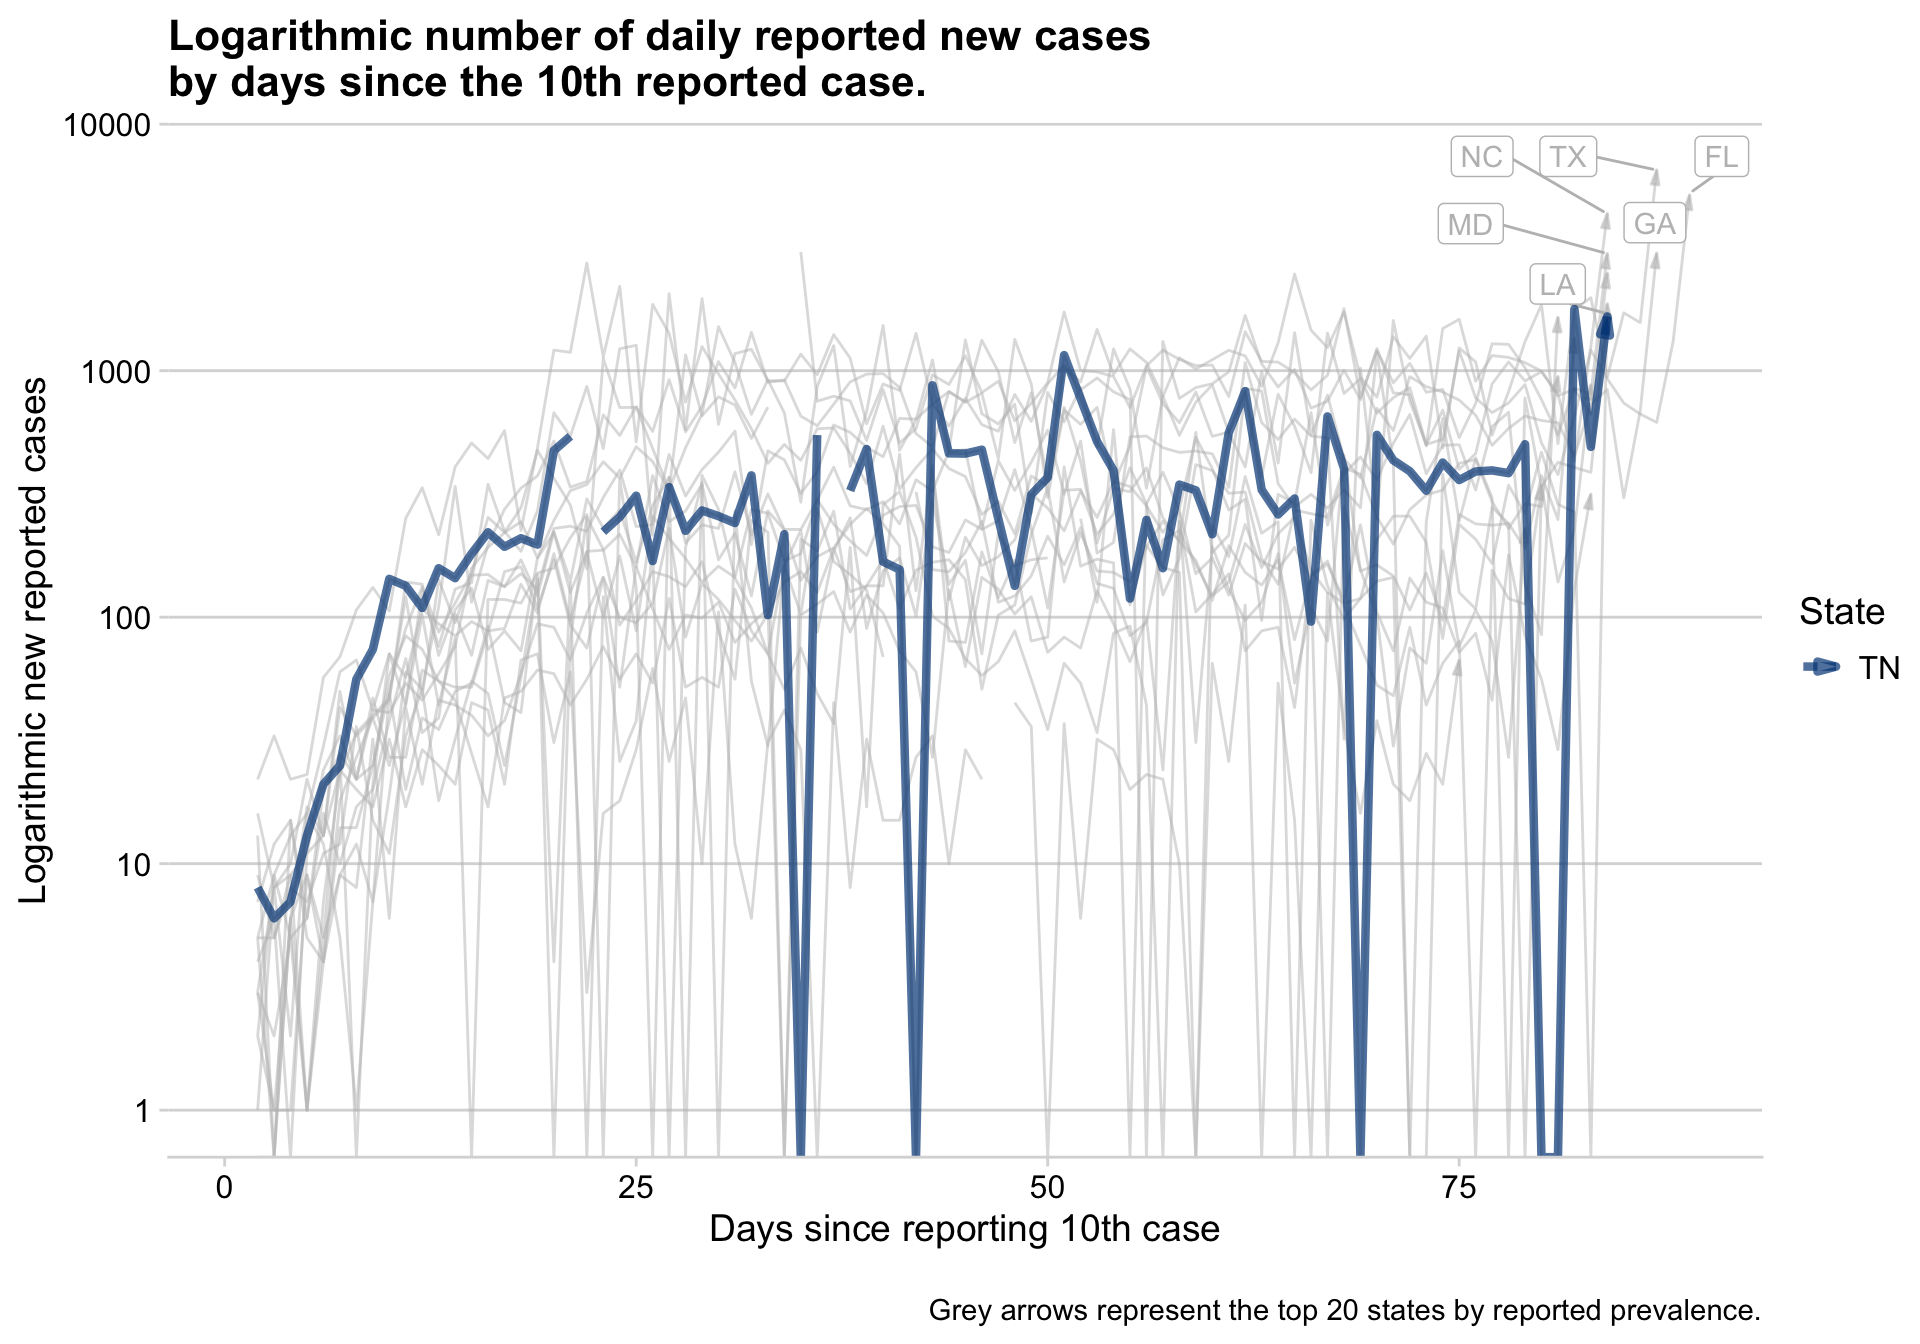 Logarithmic number of daily reported new cases
by days since the 10th reported case.
10000
1000
100
10
1
Logarithmic new reported cases
NC
TX
FL
MD
GA
LA
State
TN
0
25
50
75
Days since reporting 10th case
Grey arrows represent the top 20 states by reported prevalence.